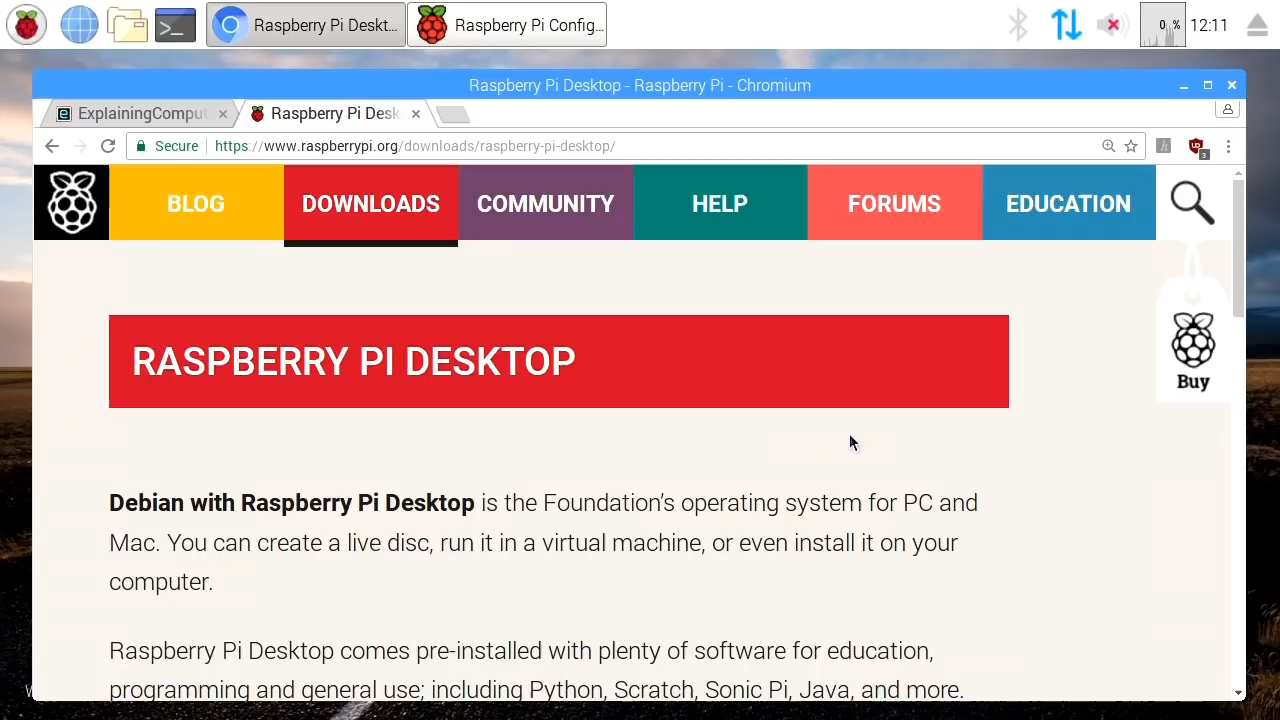 Raspberry Pi Deskt...
Raspberry Pi Config...
0 %
12:11
Raspberry Pi Desktop - Raspberry Pi - Chromium
ExplainingComput
Raspberry Pi Desk
Secure
https://www.raspberrypi.org/downloads/raspberry-pi-desktop/
3
BLOG
DOWNLOADS
COMMUNITY
HELP
FORUMS
EDUCATION
Buy
RASPBERRY PI DESKTOP
Debian with Raspberry Pi Desktop is the Foundation's operating system for PC and
Mac. You can create a live disc, run it in a virtual machine, or even install it on your
computer.
Raspberry Pi Desktop comes pre-installed with plenty of software for education,
programming and general use; including Python, Scratch, Sonic Pi, Java, and more.